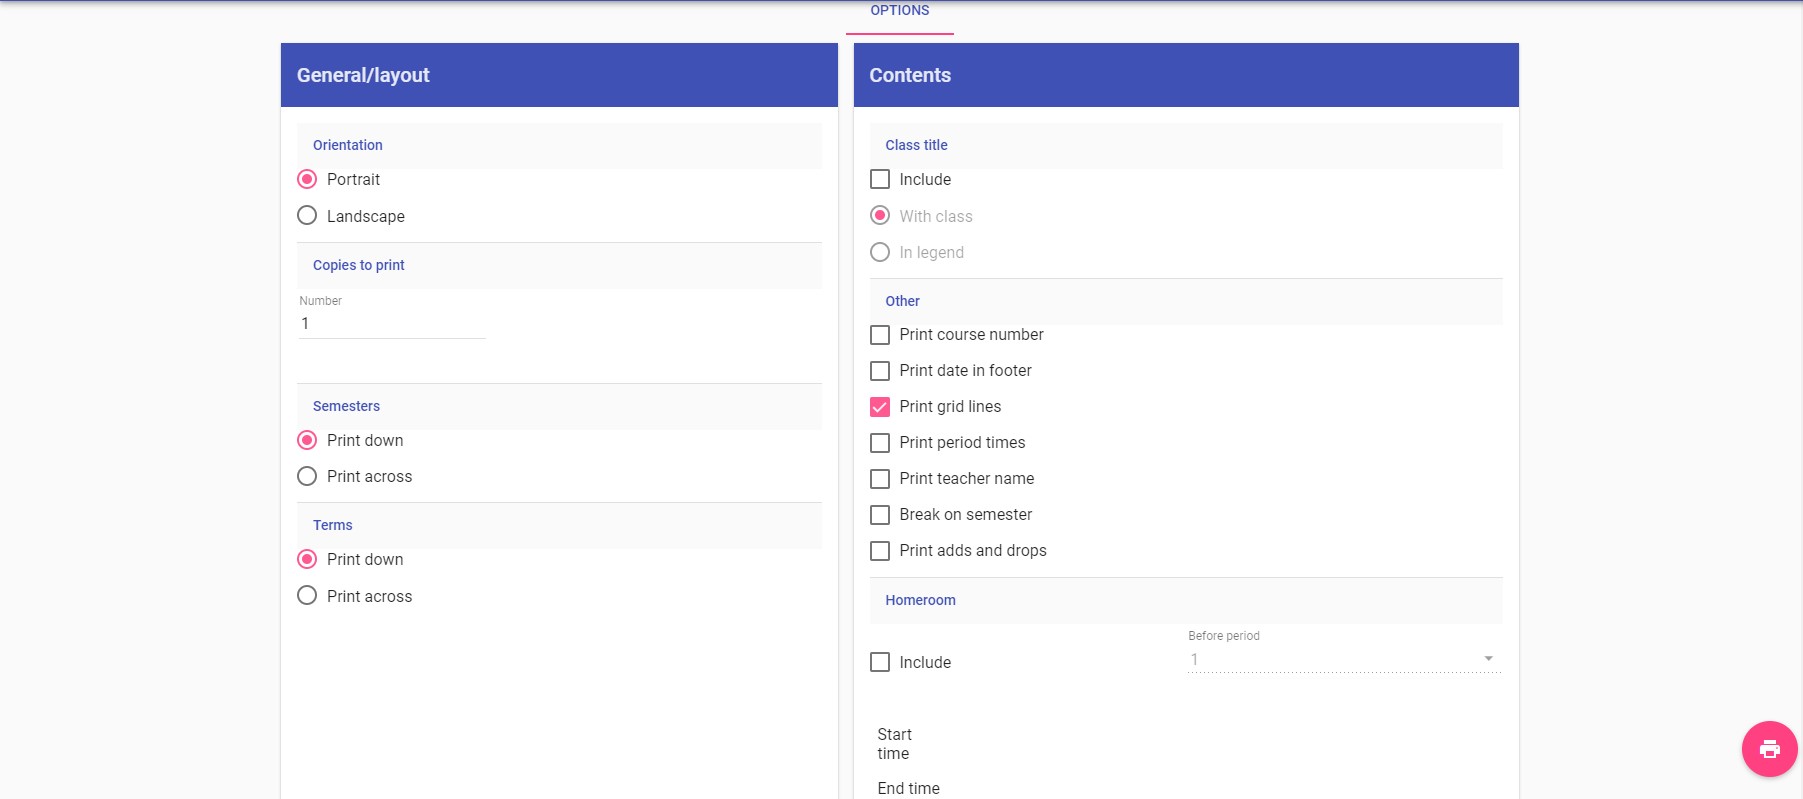 OPTIONS
General/layout
Orientation
Portrait
Landscape
Copies to print
Number
1
Semesters
Print down
Print across
Terms
Print down
Print across
Contents
Class title
Include
With class
In legend
Other
Print course number
Print date in footer
Print grid lines
Print period times
Print teacher name
Break on semester
Print adds and drops
Homeroom
Include
Before period
1
Start
time
End time